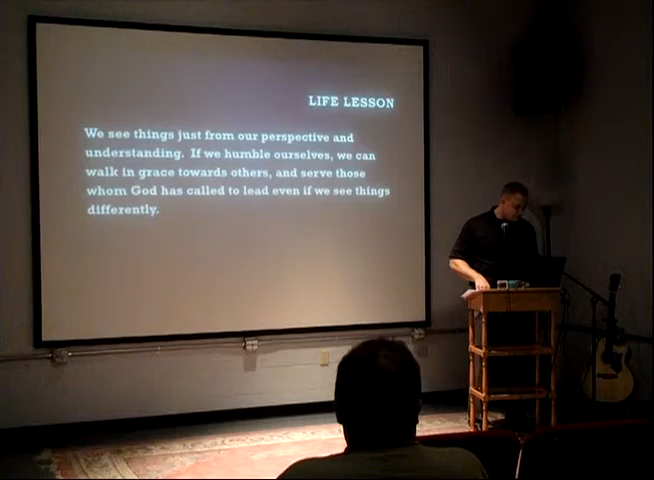 LIFE LESSON
We see things just from our perspective and
understanding. If we humble ourselves, we can
walk in grace towards others, and serve those
whom God has called to lead even if we see things
differently.